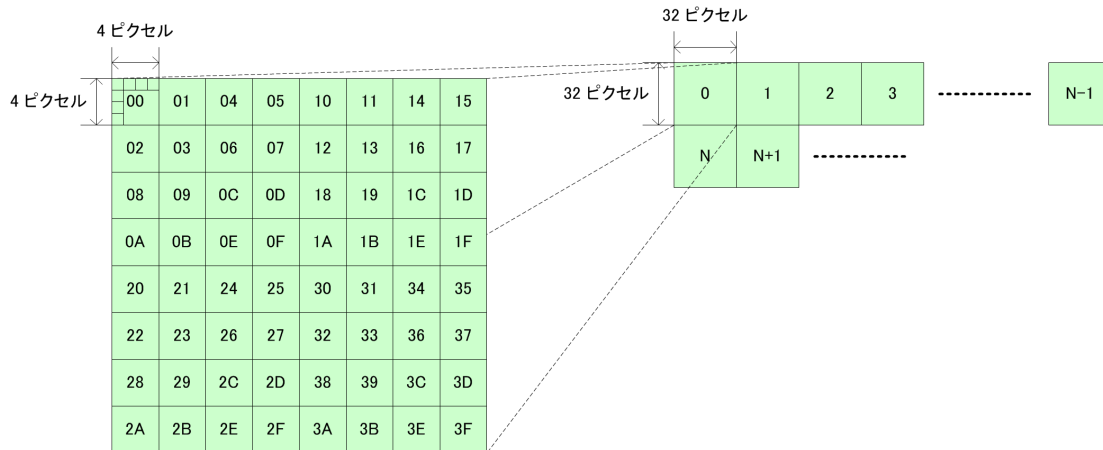 4 ピクセル
4 ピクセル
00 01 04 05 10 11 14 15
02 03 06 07 12 13 16 17
08 09 0C 0D 18 19 1C 1D
0A 0B 0E 0F 1A 1B 1E 1F
20 21 24 25 30 31 34 35
22 23 26 27 32 33 36 37
28 29 2C 2D 38 39 3C 3D
2A 2B 2E 2F 3A 3B 3E 3F
32 ピクセル
32 ピクセル
0 1 2 3 N-1
N N+1